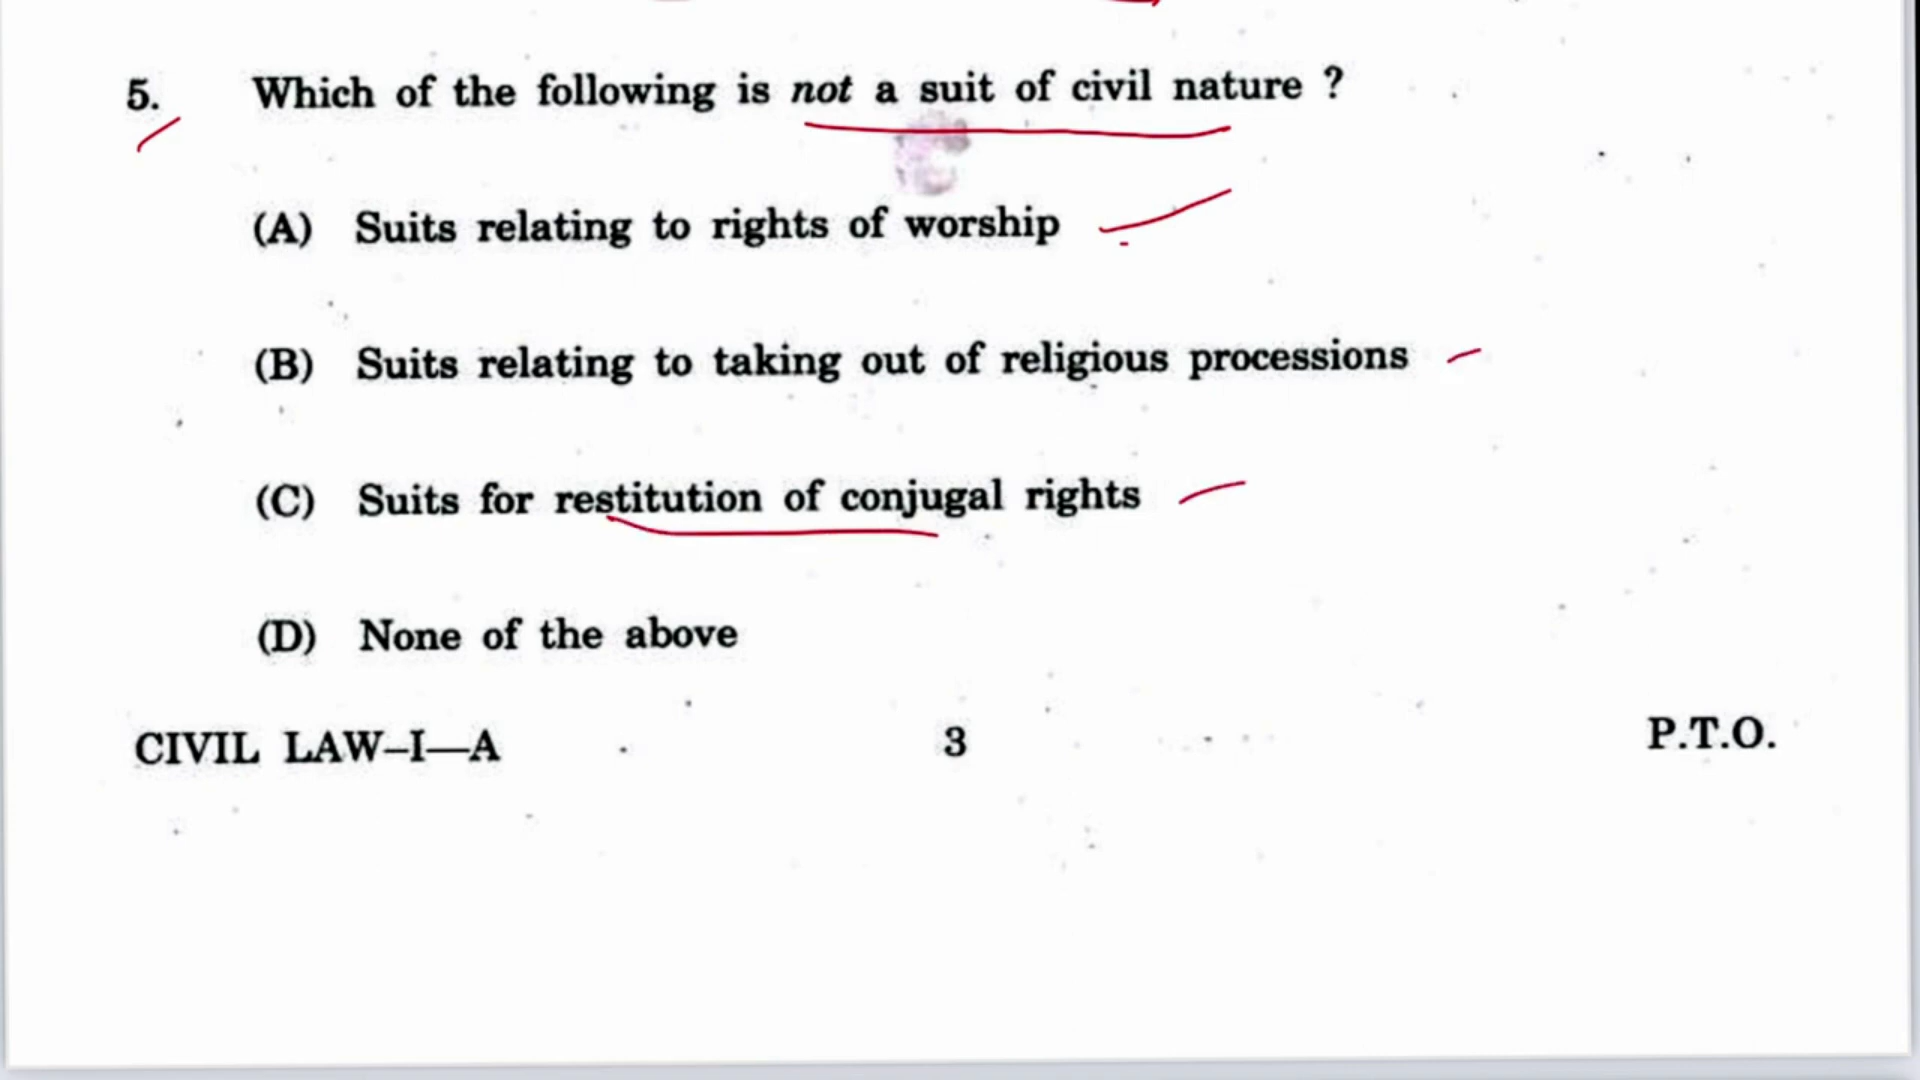 5. Which of the following is not a suit of civil nature ?
(A) Suits relating to rights of worship
(B) Suits relating to taking out of religious processions
(C) Suits for restitution of conjugal rights
(D) None of the above
CIVIL LAW–I—A 3 P.T.O.